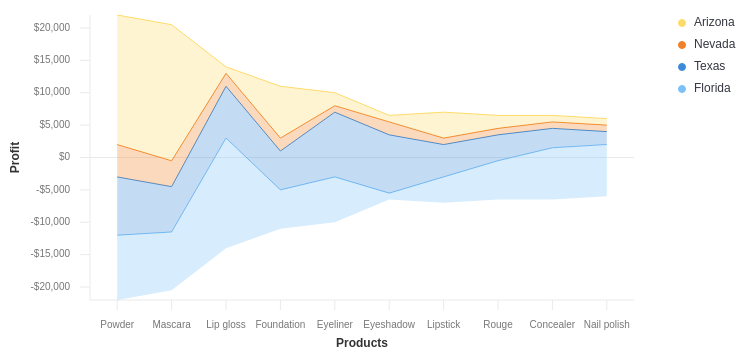 $20,000
$15,000
$10,000
$5,000
$0
-$5,000
-$10,000
-$15,000
-$20,000
Profit
Powder Mascara Lip gloss Foundation Eyeliner Eyeshadow Lipstick Rouge Concealer Nail polish
Products
Arizona
Nevada
Texas
Florida